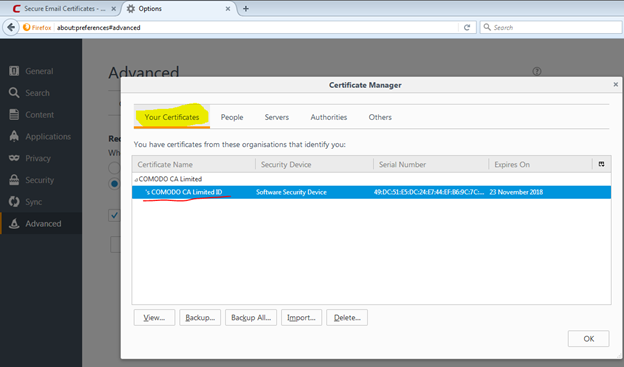 Secure Email Certificates - ...
Options
Firefox about:preferences#advanced
Search
General
Search
Content
Applications
Privacy
Security
Sync
Advanced
Advanced
Certificate Manager
Your Certificates People Servers Authorities Others
You have certificates from these organisations that identify you:
Certificate Name Security Device Serial Number Expires On
COMODO CA Limited
's COMODO CA Limited ID Software Security Device 49:DC:51:E5:DC:24:E7:44:EF:B6:9C:7C:... 23 November 2018
View... Backup... Backup All... Import... Delete...
OK